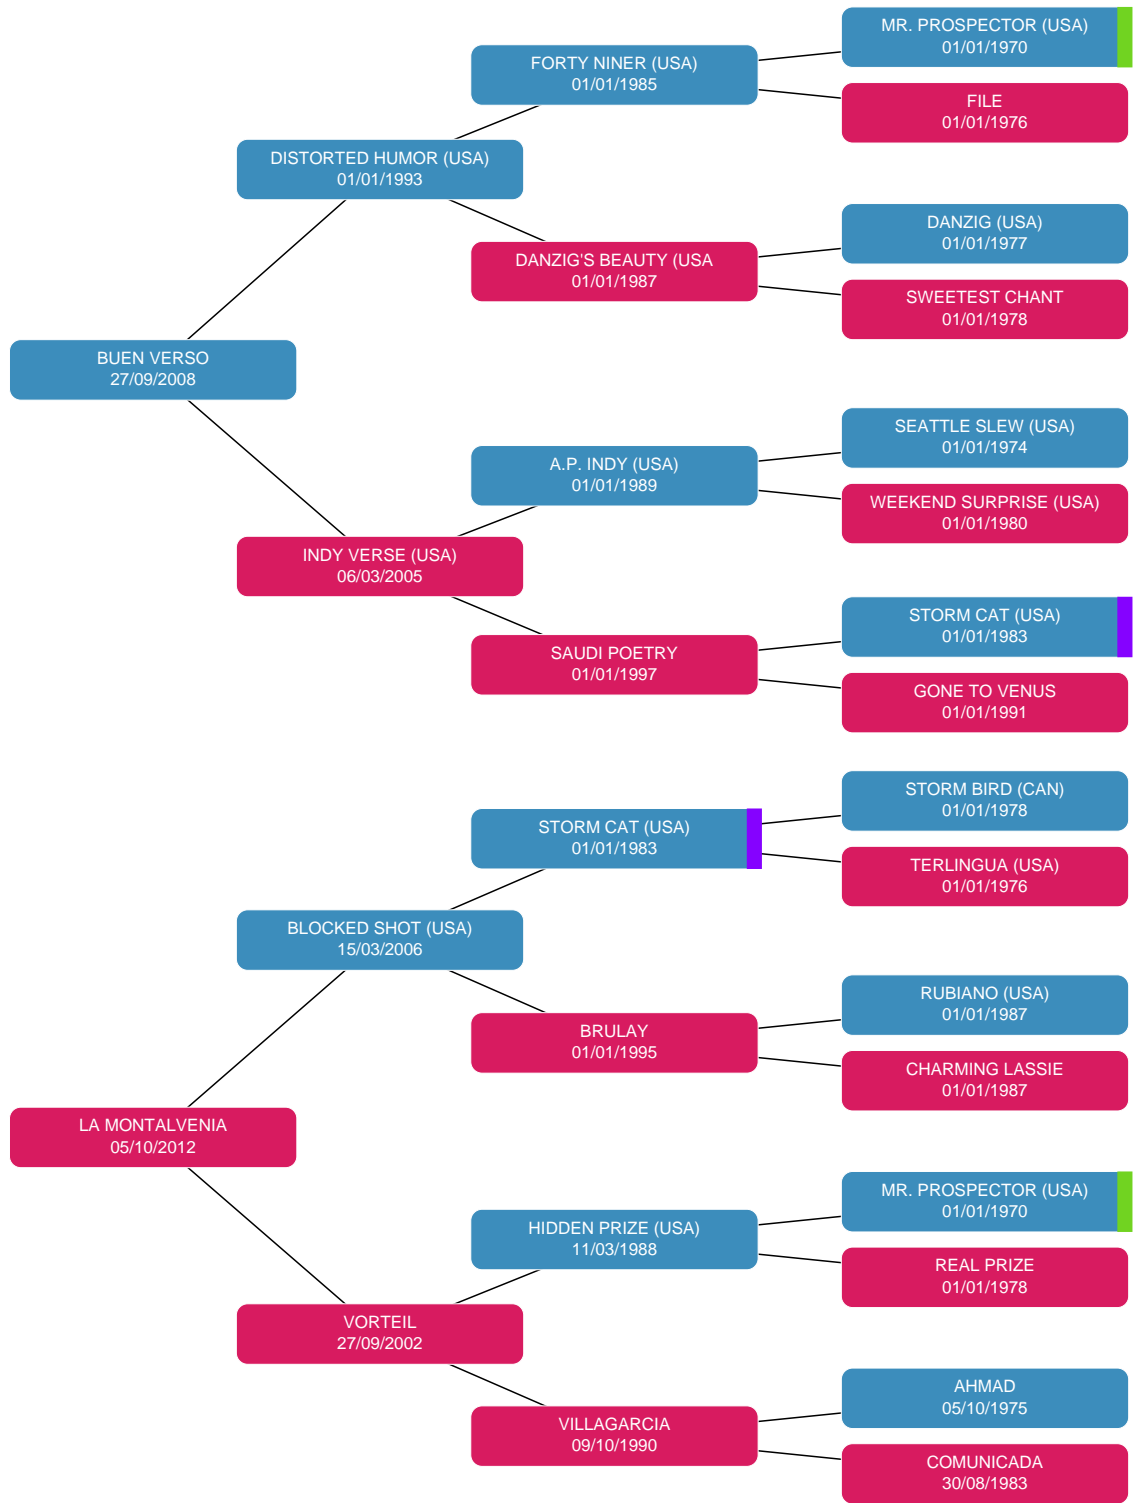 MR. PROSPECTOR (USA)
01/01/1970
FORTY NINER (USA)
01/01/1985
FILE
01/01/1976
DISTORTED HUMOR (USA)
01/01/1993
DANZIG (USA)
01/01/1977
DANZIG'S BEAUTY (USA
01/01/1987
SWEETEST CHANT
01/01/1978
BUEN VERSO
27/09/2008
SEATTLE SLEW (USA)
01/01/1974
A.P. INDY (USA)
01/01/1989
WEEKEND SURPRISE (USA)
01/01/1980
INDY VERSE (USA)
06/03/2005
STORM CAT (USA)
01/01/1983
SAUDI POETRY
01/01/1997
GONE TO VENUS
01/01/1991
STORM BIRD (CAN)
01/01/1978
STORM CAT (USA)
01/01/1983
TERLINGUA (USA)
01/01/1976
BLOCKED SHOT (USA)
15/03/2006
RUBIANO (USA)
01/01/1987
BRULAY
01/01/1995
CHARMING LASSIE
01/01/1987
LA MONTALVENIA
05/10/2012
MR. PROSPECTOR (USA)
01/01/1970
HIDDEN PRIZE (USA)
11/03/1988
REAL PRIZE
01/01/1978
VORTEIL
27/09/2002
AHMAD
05/10/1975
VILLAGARCIA
09/10/1990
COMUNICADA
30/08/1983